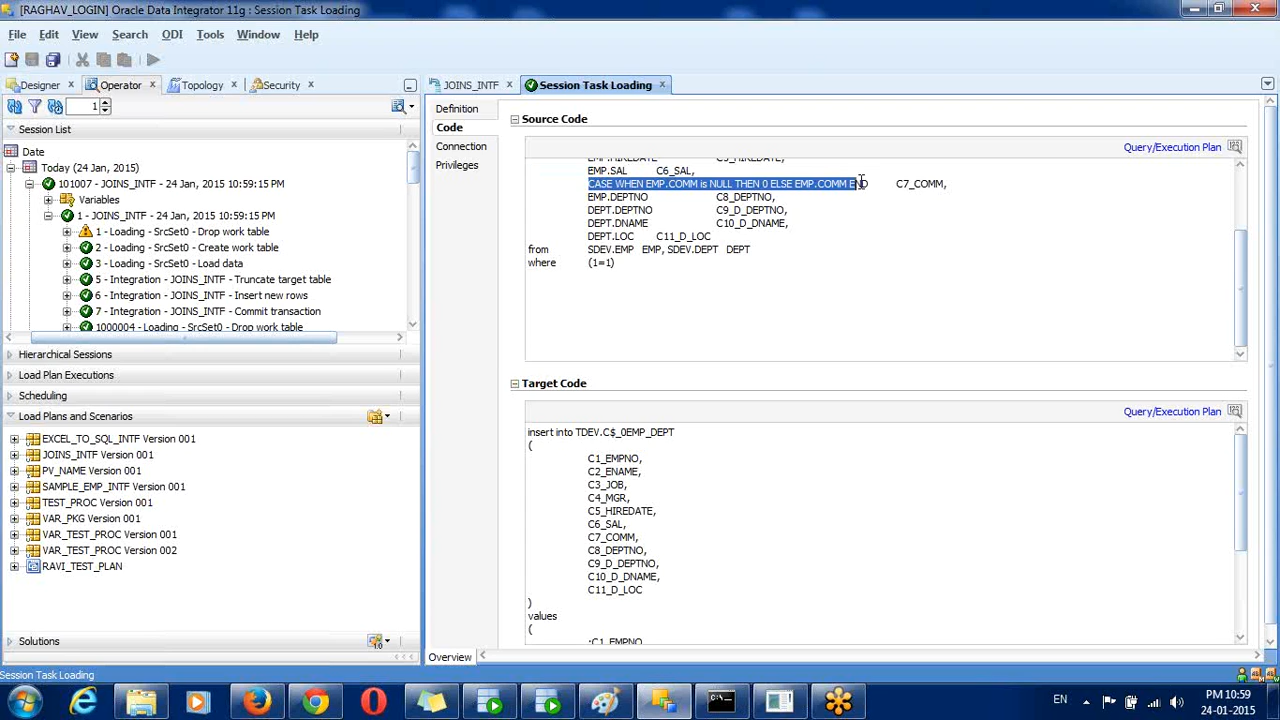 [RAGHAV_LOGIN] Oracle Data Integrator 11g : Session Task Loading
File Edit View Search ODI Tools Window Help
Designer Operator Topology Security
1
Session List
Date
Today (24 Jan, 2015)
101007 - JOINS_INTF - 24 Jan, 2015 10:59:15 PM
Variables
1 - JOINS_INTF - 24 Jan, 2015 10:59:15 PM
1 - Loading - SrcSet0 - Drop work table
2 - Loading - SrcSet0 - Create work table
3 - Loading - SrcSet0 - Load data
5 - Integration - JOINS_INTF - Truncate target table
6 - Integration - JOINS_INTF - Insert new rows
7 - Integration - JOINS_INTF - Commit transaction
1000004 - Loading - SrcSet0 - Drop work table
Hierarchical Sessions
Load Plan Executions
Scheduling
Load Plans and Scenarios
EXCEL_TO_SQL_INTF Version 001
JOINS_INTF Version 001
PV_NAME Version 001
SAMPLE_EMP_INTF Version 001
TEST_PROC Version 001
VAR_PKG Version 001
VAR_TEST_PROC Version 001
VAR_TEST_PROC Version 002
RAVI_TEST_PLAN
Solutions
JOINS_INTF Session Task Loading
Definition
Code
Connection
Privileges
Source Code
Query/Execution Plan
EMP.HIREDATE C5_HIREDATE,
EMP.SAL C6_SAL,
CASE WHEN EMP.COMM is NULL THEN 0 ELSE EMP.COMM END C7_COMM,
EMP.DEPTNO C8_DEPTNO,
DEPT.DEPTNO C9_D_DEPTNO,
DEPT.DNAME C10_D_DNAME,
DEPT.LOC C11_D_LOC
from SDEV.EMP EMP, SDEV.DEPT DEPT
where (1=1)
Target Code
Query/Execution Plan
insert into TDEV.C$_0EMP_DEPT
(
C1_EMPNO,
C2_ENAME,
C3_JOB,
C4_MGR,
C5_HIREDATE,
C6_SAL,
C7_COMM,
C8_DEPTNO,
C9_D_DEPTNO,
C10_D_DNAME,
C11_D_LOC
)
values
(
:C1_EMPNO,
Overview
Session Task Loading
EN
PM 10:59
24-01-2015